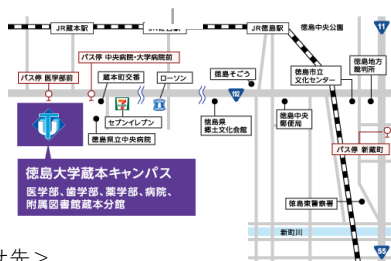 JR蔵本駅
JR徳島駅
徳島中央公園
11
バス停 医学部前
バス停 中央病院・大学病院前
蔵本町交番
ローソン
徳島そごう
徳島市立
文化センター
徳島地方
裁判所
192
セブンイレブン
徳島県立中央病院
徳島県
郷土文化会館
徳島中央
郵便局
バス停 新蔵町
徳島大学蔵本キャンパス
医学部、歯学部、薬学部、病院、
附属図書館蔵本分館
徳島東警察署
新町川
55
先>